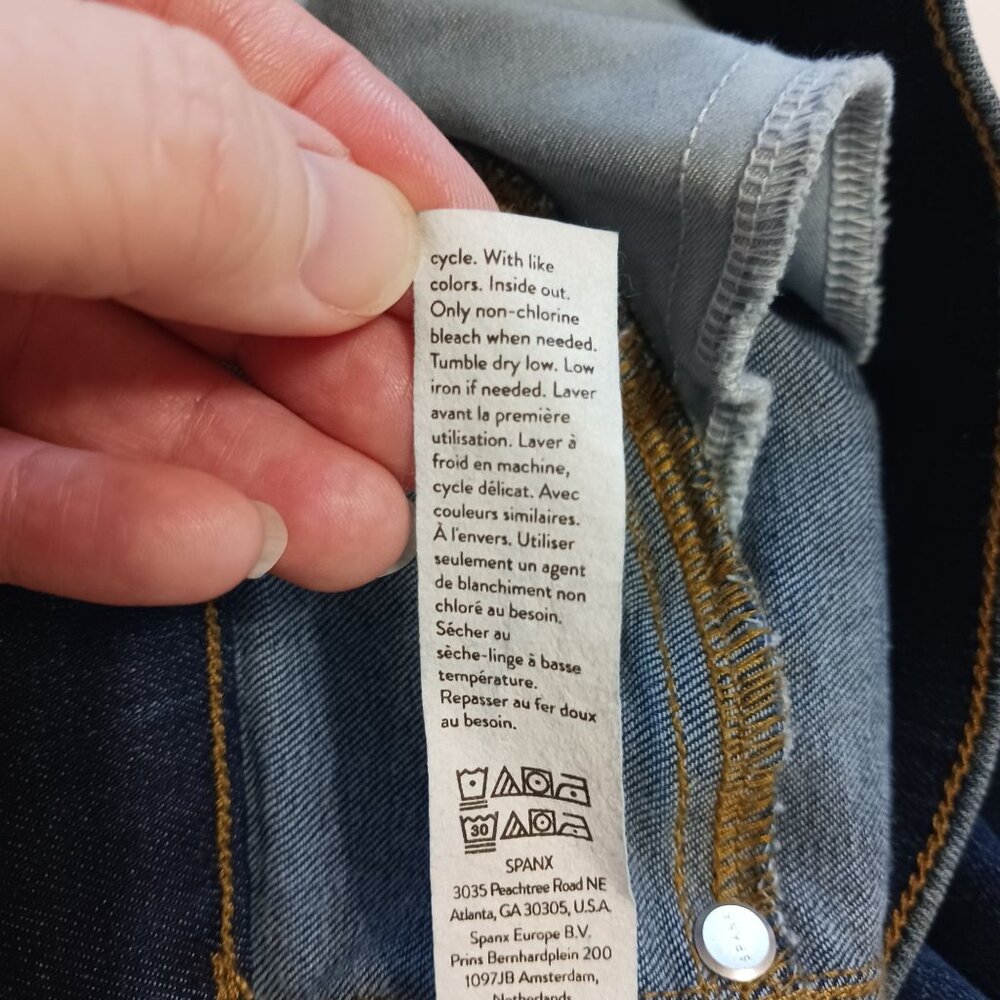 cycle. With like
colors. Inside out.
Only non-chlorine
bleach when needed.
Tumble dry low. Low
iron if needed. Laver
avant la première
utilisation. Laver à
froid en machine,
cycle délicat. Avec
couleurs similaires.
À l'envers. Utiliser
seulement un agent
de blanchiment non
chloré au besoin.
Sécher au
sèche-linge à basse
température.
Repasser au fer doux
au besoin.
30
SPANX
3035 Peachtree Road NE
Atlanta, GA 30305, U.S.A.
Spanx Europe B.V.
Prins Bernhardplein 200
1097JB Amsterdam,
Netherlands
SPANX